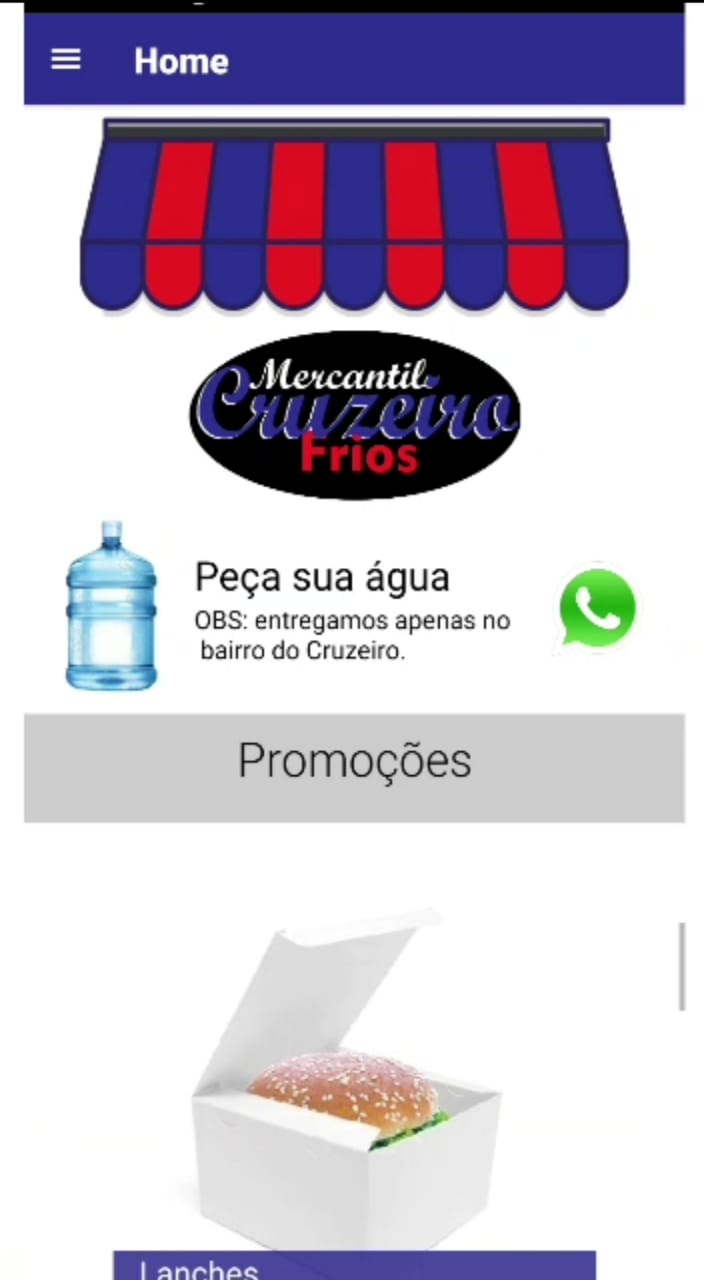 Home
Mercantil
Cruzeiro
Frios
Peça sua água
OBS: entregamos apenas no
bairro do Cruzeiro.
Promoções
Lanches